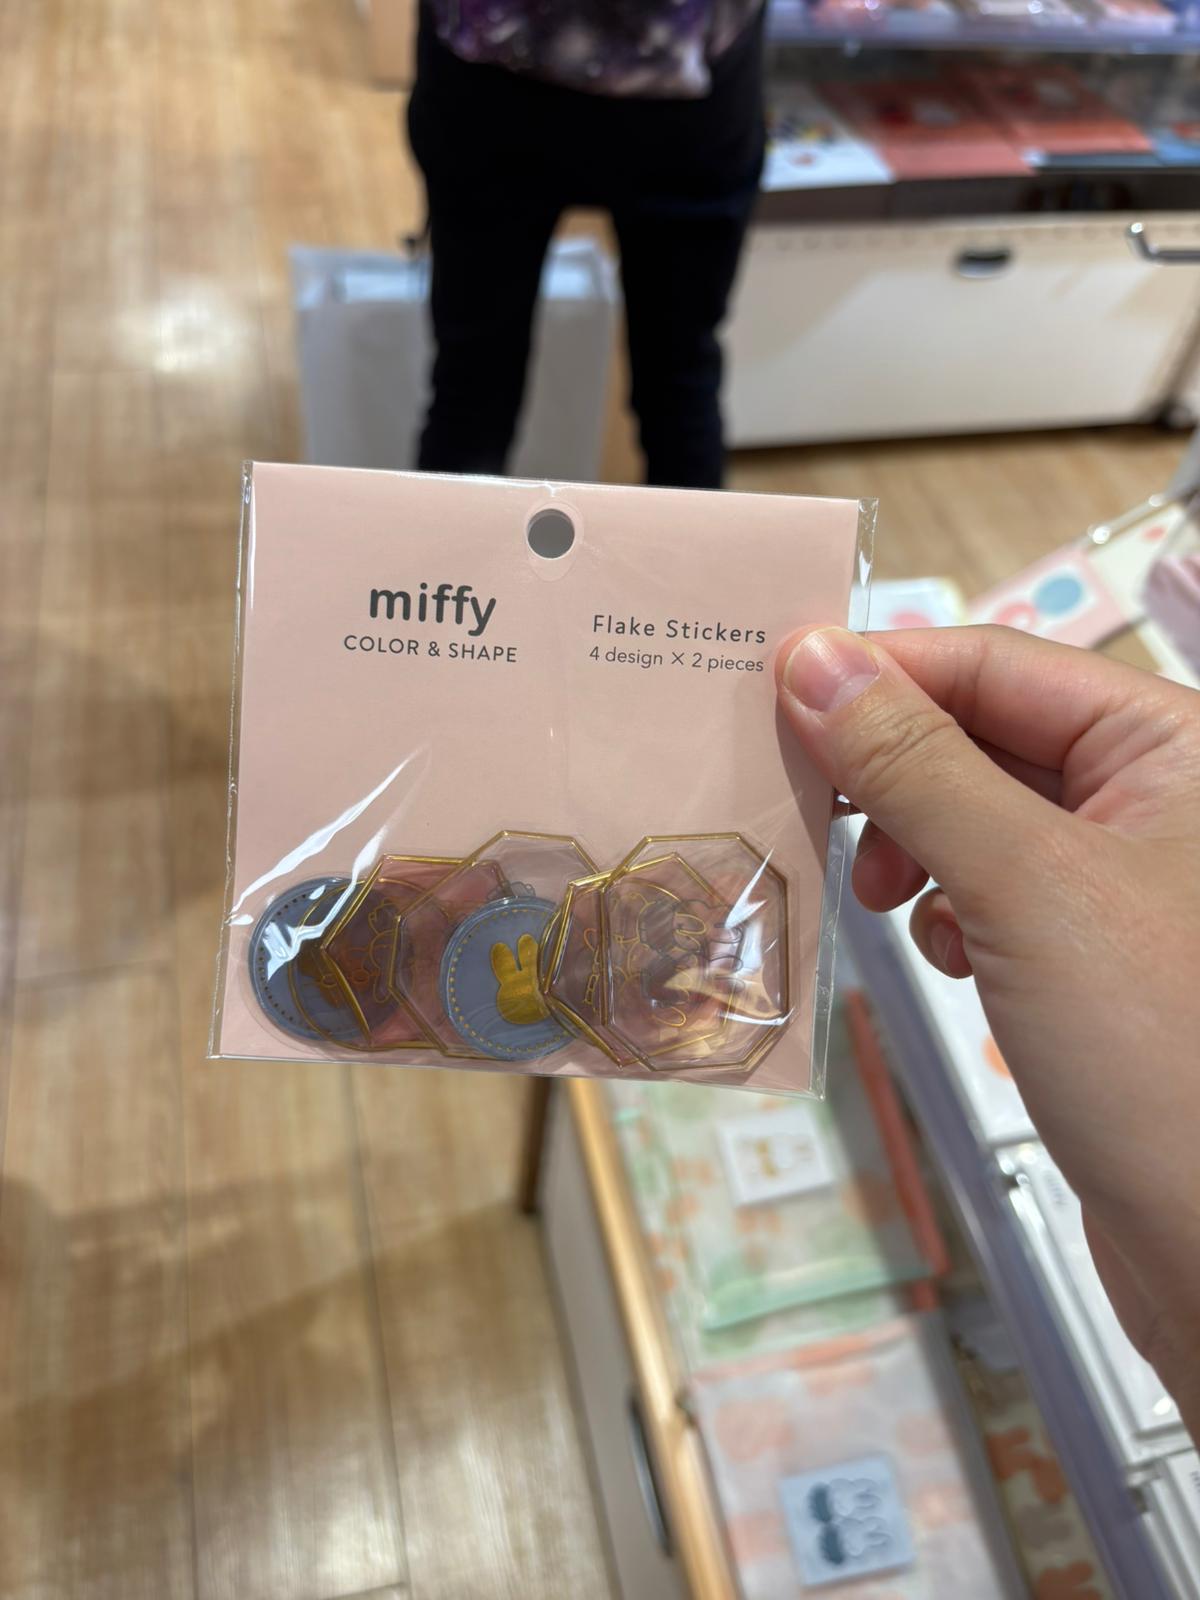 miffy
COLOR & SHAPE
Flake Stickers
4 design × 2 pieces